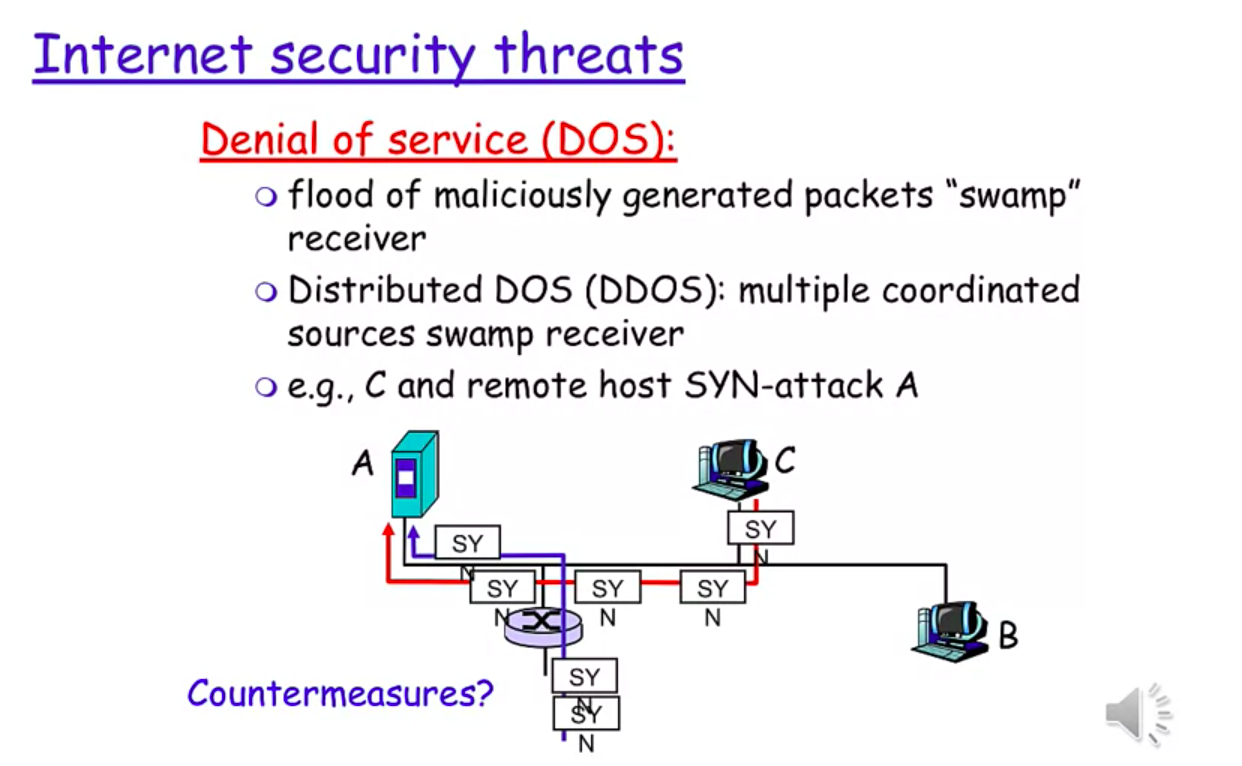 Internet security threats
Denial of service (DOS):
flood of maliciously generated packets “swamp”
receiver
Distributed DOS (DDOS): multiple coordinated
sources swamp receiver
e.g., C and remote host SYN-attack A
A
C
SY
N
SY
N
SY
N
SY
N
SY
N
B
SY
N
SY
N
Countermeasures?